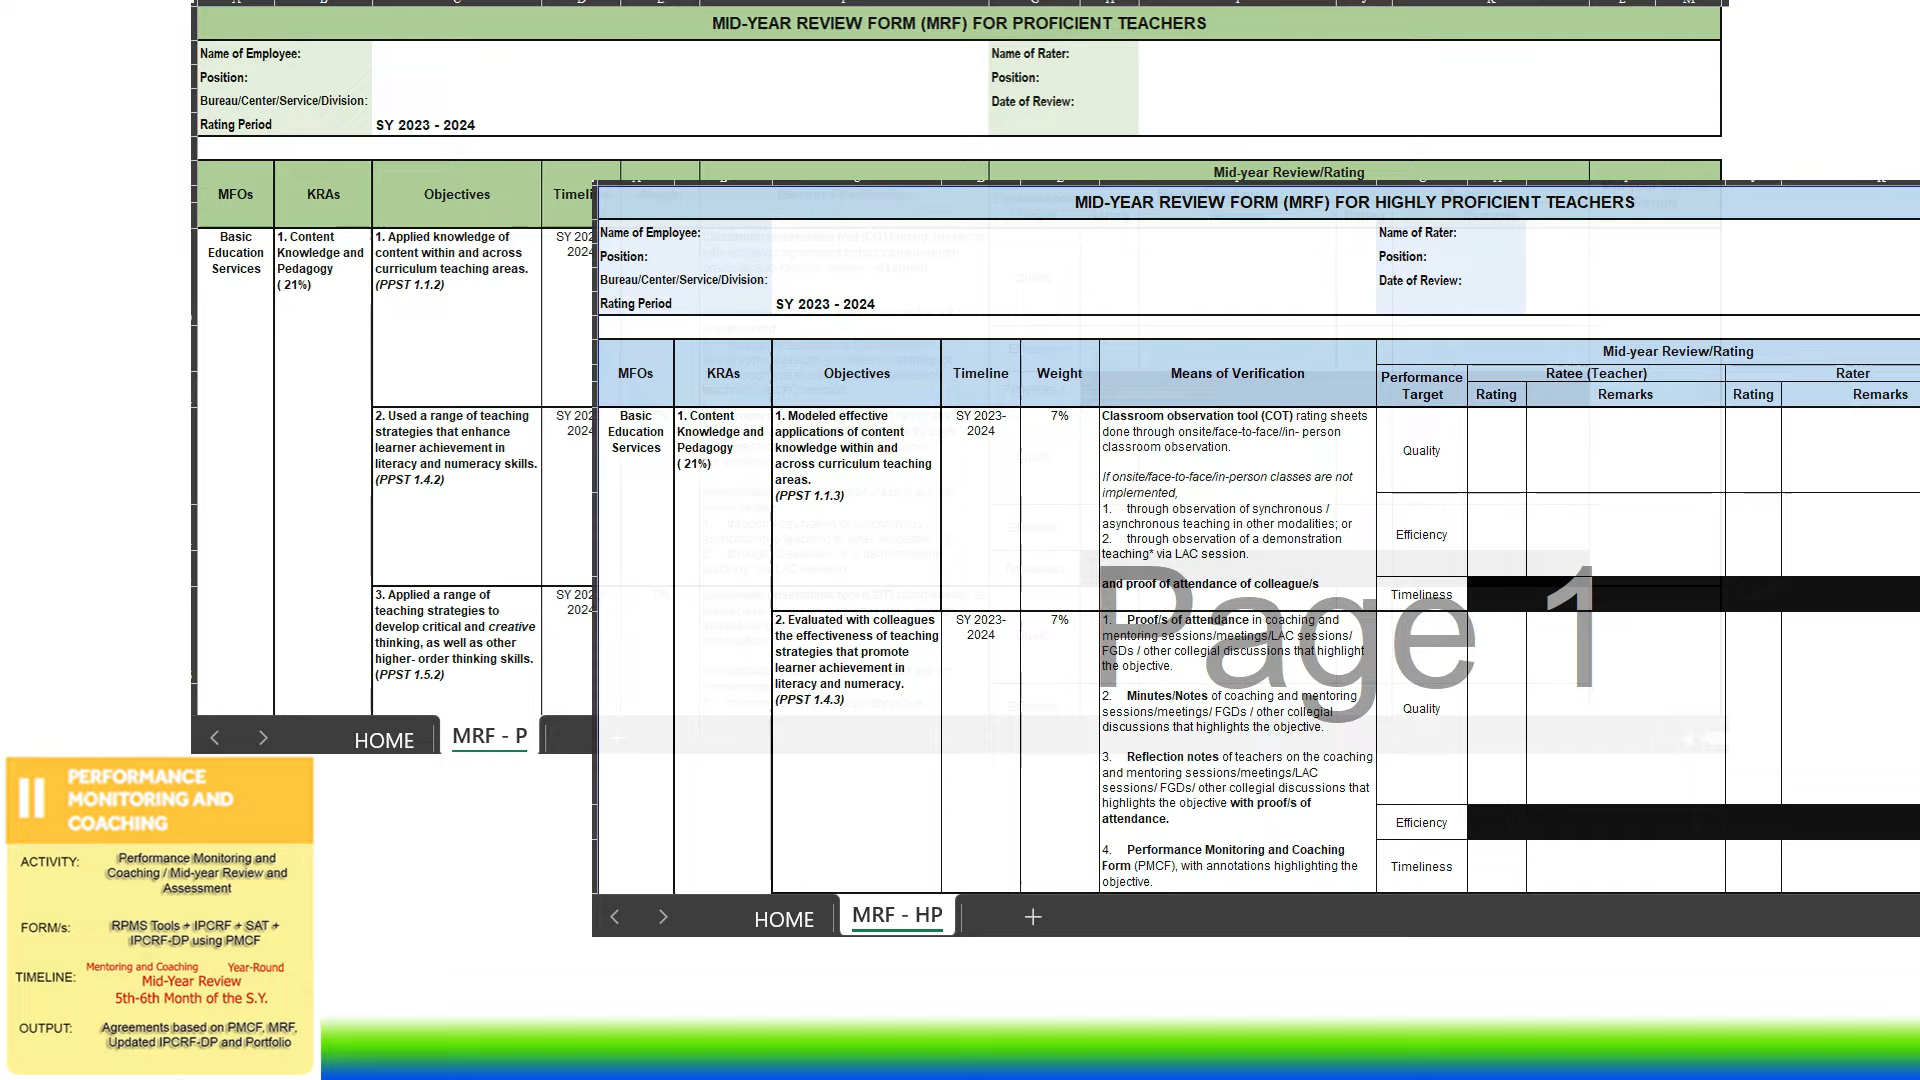 MID-YEAR REVIEW FORM (MRF) FOR PROFICIENT TEACHERS
Name of Employee:
Position:
Bureau/Center/Service/Division:
Rating Period
SY 2023 - 2024
Name of Rater:
Position:
Date of Review:
Mid-year Review/Rating
MFOs
KRAs
Objectives
Basic
Education
Services
1. Content
Knowledge and
Pedagogy
( 21%)
1. Applied knowledge of
content within and across
curriculum teaching areas.
(PPST 1.1.2)
2. Used a range of teaching
strategies that enhance
learner achievement in
literacy and numeracy skills.
(PPST 1.4.2)
3. Applied a range of
teaching strategies to
develop critical and creative
thinking, as well as other
higher- order thinking skills.
(PPST 1.5.2)
HOME
MRF - P
MID-YEAR REVIEW FORM (MRF) FOR HIGHLY PROFICIENT TEACHERS
Name of Employee:
Position:
Bureau/Center/Service/Division:
Rating Period
SY 2023 - 2024
Name of Rater:
Position:
Date of Review:
MFOs
KRAs
Objectives
Timeline
Weight
Means of Verification
Mid-year Review/Rating
Performance
Target
Ratee (Teacher)
Rater
Rating
Remarks
Rating
Remarks
Basic
Education
Services
1. Content
Knowledge and
Pedagogy
( 21%)
1. Modeled effective
applications of content
knowledge within and
across curriculum teaching
areas.
(PPST 1.1.3)
SY 2023-
2024
7%
Classroom observation tool (COT) rating sheets
done through onsite/face-to-face//in- person
classroom observation.
If onsite/face-to-face/in-person classes are not
implemented,
1. through observation of synchronous /
asynchronous teaching in other modalities; or
2. through observation of a demonstration
teaching* via LAC session.
and proof of attendance of colleague/s
Quality
Efficiency
Timeliness
2. Evaluated with colleagues
the effectiveness of teaching
strategies that promote
learner achievement in
literacy and numeracy.
(PPST 1.4.3)
SY 2023-
2024
7%
1. Proof/s of attendance in coaching and
mentoring sessions/meetings/LAC sessions/
FGDs / other collegial discussions that highlight
the objective.
2. Minutes/Notes of coaching and mentoring
sessions/meetings/ FGDs / other collegial
discussions that highlights the objective.
3. Reflection notes of teachers on the coaching
and mentoring sessions/meetings/LAC
sessions/ FGDs/ other collegial discussions that
highlights the objective with proof/s of
attendance.
4. Performance Monitoring and Coaching
Form (PMCF), with annotations highlighting the
objective.
Quality
Efficiency
Timeliness
Page 1
HOME
MRF - HP
II
PERFORMANCE
MONITORING AND
COACHING
ACTIVITY:
Performance Monitoring and
Coaching / Mid-year Review and
Assessment
FORM/s:
RPMS Tools + IPCRF + SAT +
IPCRF-DP using PMCF
TIMELINE:
Mentoring and Coaching Year-Round
Mid-Year Review
5th-6th Month of the S.Y.
OUTPUT:
Agreements based on PMCF, MRF,
Updated IPCRF-DP and Portfolio